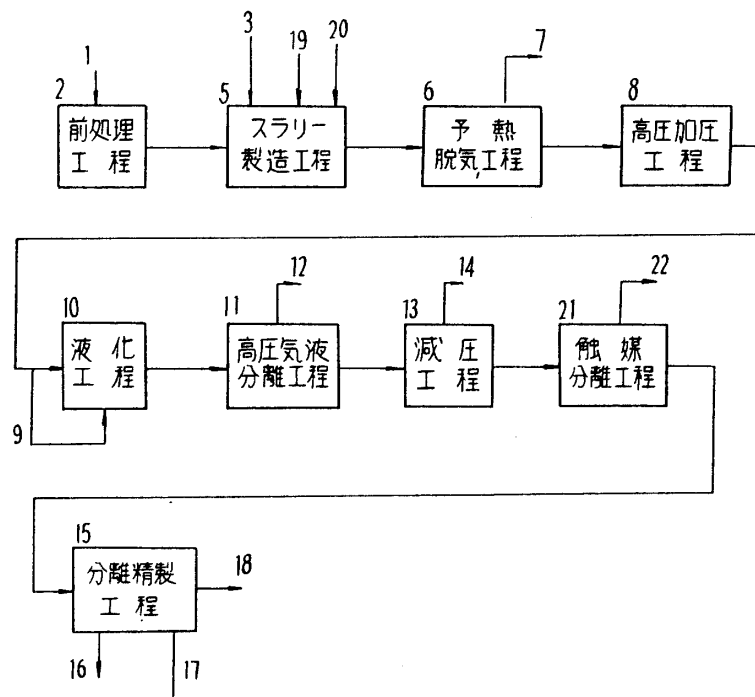 1
2
前処理
工程
3
19
20
5
スラリー
製造工程
7
6
予熱
脱気工程
8
高圧加圧
工程
10
液化
工程
9
12
11
高圧気液
分離工程
14
13
減圧
工程
22
21
触媒
分離工程
15
分離精製
工程
18
16
17